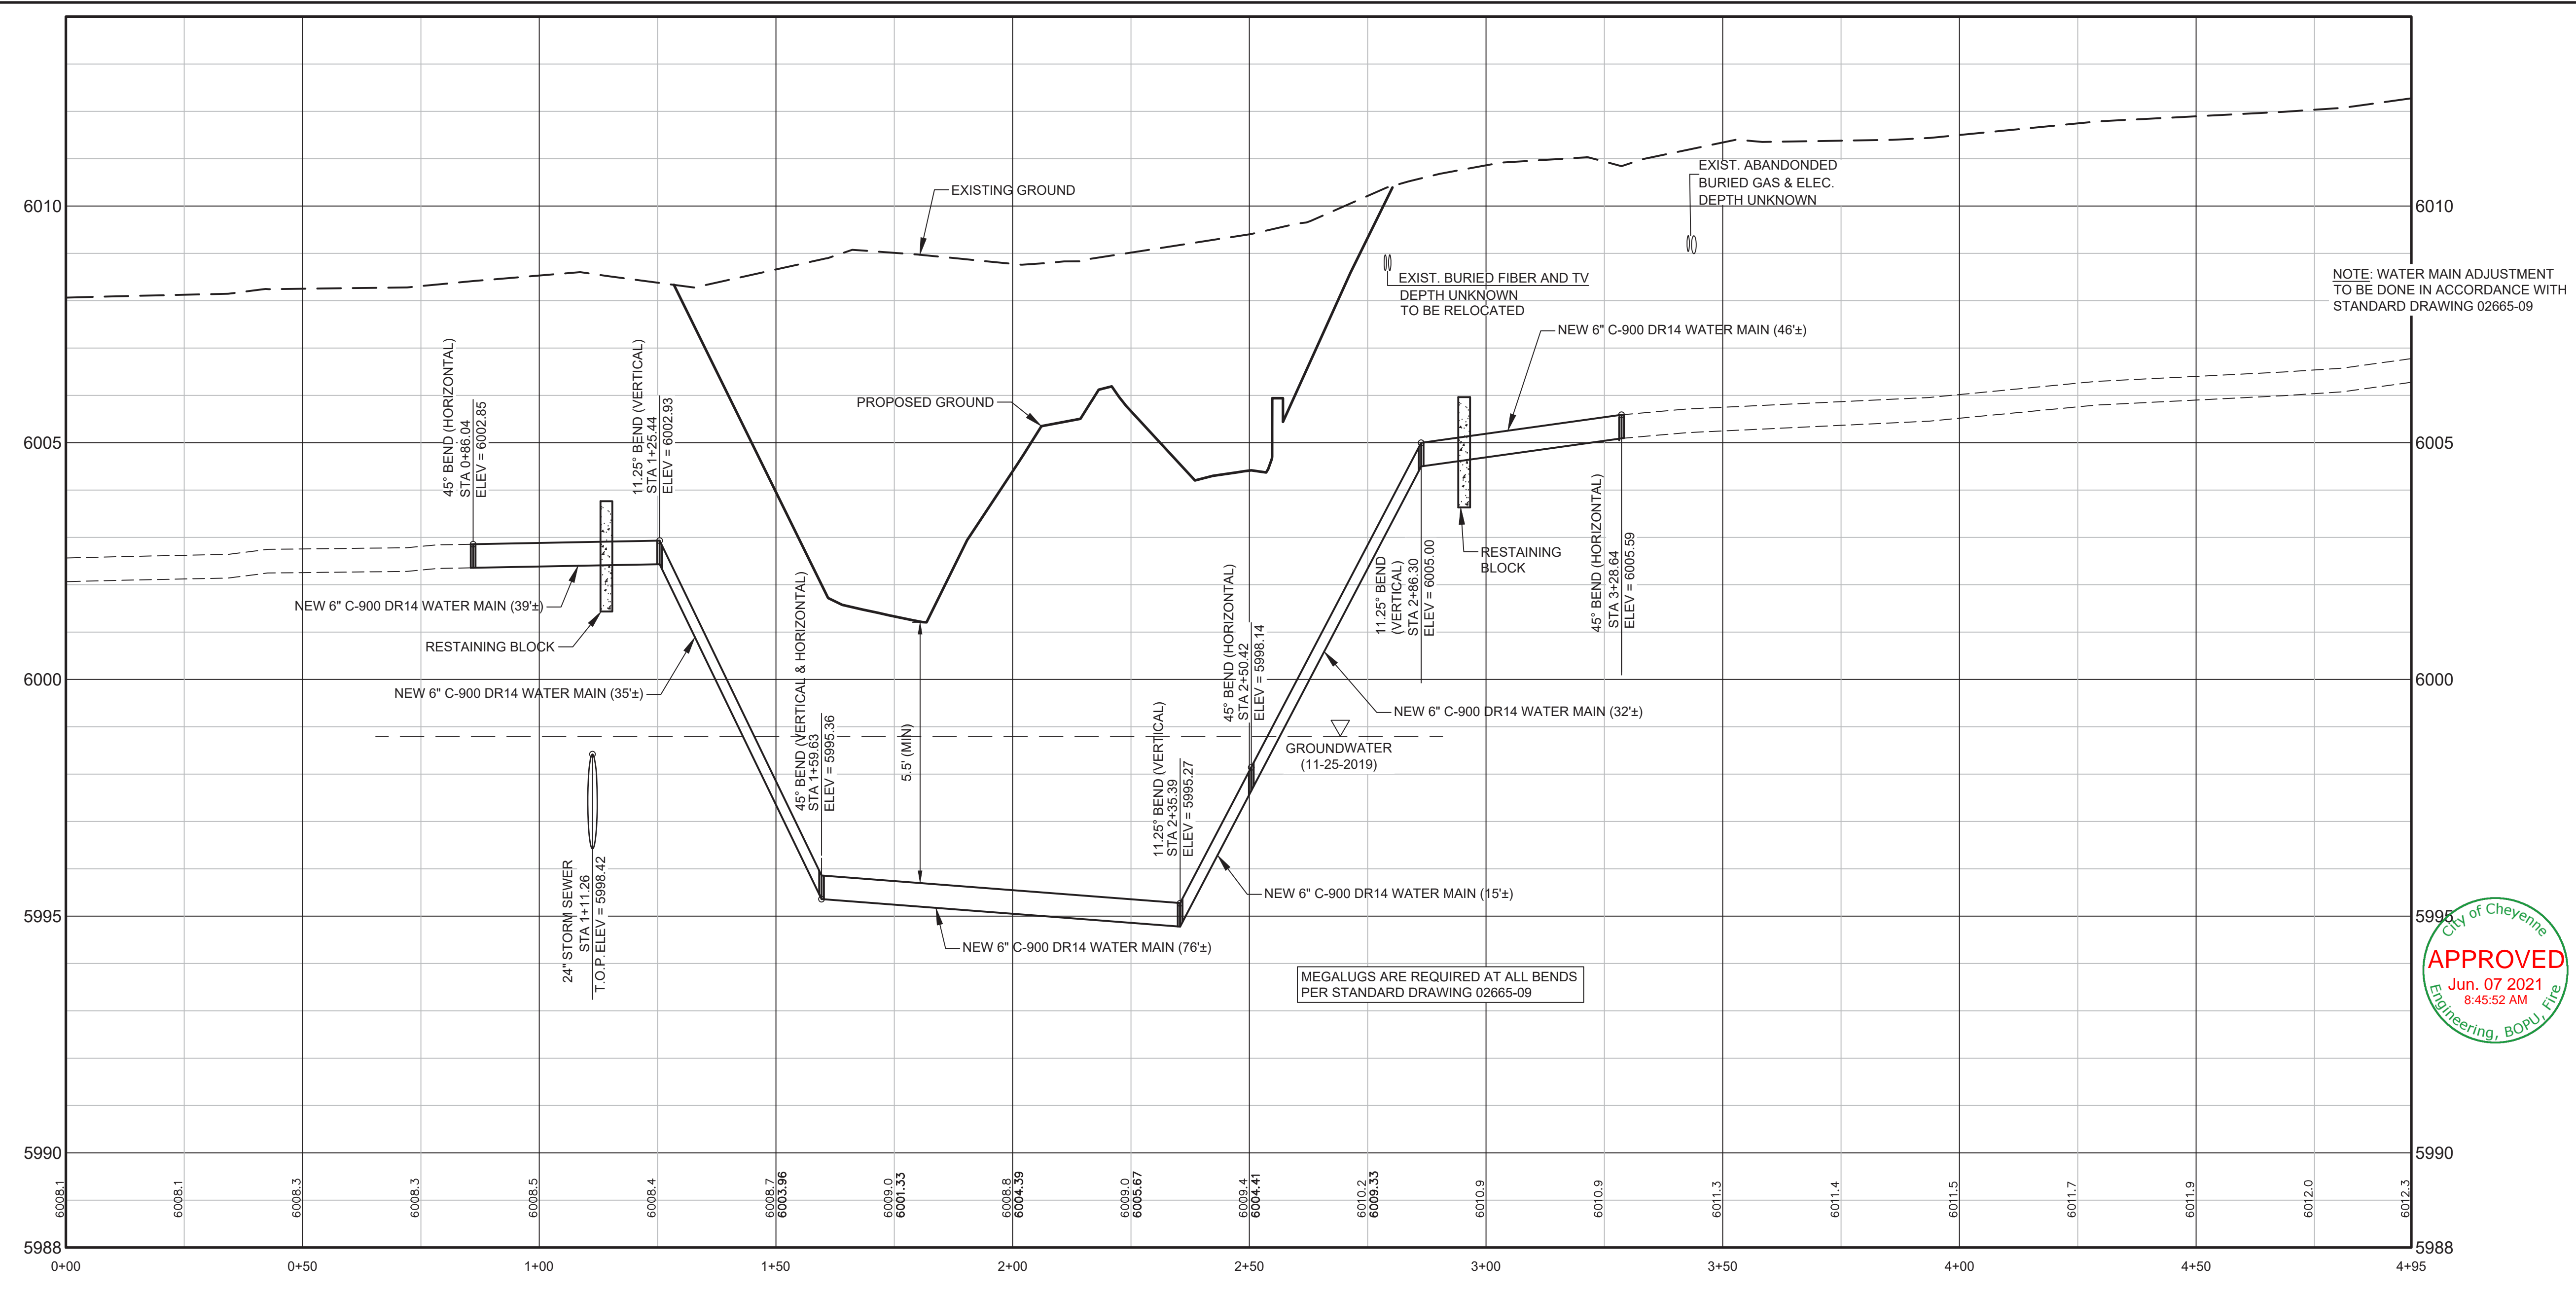 EXISTING GROUND
EXIST. ABANDONDED
BURIED GAS & ELEC.
DEPTH UNKNOWN
6010
6010
EXIST. BURIED FIBER AND TV
DEPTH UNKNOWN
TO BE RELOCATED
NOTE: WATER MAIN ADJUSTMENT
TO BE DONE IN ACCORDANCE WITH
STANDARD DRAWING 02665-09
NEW 6" C-900 DR14 WATER MAIN (46'±)
45° BEND (HORIZONTAL)
STA 0+86.04
ELEV = 6002.85
11.25° BEND (VERTICAL)
STA 1+25.44
ELEV = 6002.93
PROPOSED GROUND
6005
6005
NEW 6" C-900 DR14 WATER MAIN (39'±)
RESTAINING BLOCK
NEW 6" C-900 DR14 WATER MAIN (35'±)
45° BEND (VERTICAL & HORIZONTAL)
STA 1+59.63
ELEV = 5995.36
5.5' (MIN)
11.25° BEND (VERTICAL)
STA 2+35.39
ELEV = 5995.27
45° BEND (HORIZONTAL)
STA 2+50.42
ELEV = 5998.14
11.25° BEND
(VERTICAL)
STA 2+86.30
ELEV = 6005.00
RESTAINING
BLOCK
45° BEND (HORIZONTAL)
STA 3+28.64
ELEV = 6005.59
6000
6000
NEW 6" C-900 DR14 WATER MAIN (32'±)
GROUNDWATER
(11-25-2019)
24" STORM SEWER
STA 1+11.26
T.O.P. ELEV = 5998.42
NEW 6" C-900 DR14 WATER MAIN (15'±)
5995
5995
NEW 6" C-900 DR14 WATER MAIN (76'±)
MEGALUGS ARE REQUIRED AT ALL BENDS
PER STANDARD DRAWING 02665-09
City of Cheyenne
APPROVED
Jun. 07 2021
8:45:52 AM
Engineering, BOPU, Fire
5990
5990
6008.1
6008.1
6008.3
6008.3
6008.5
6008.4
6008.7
6003.96
6009.0
6001.33
6008.8
6004.39
6009.0
6005.67
6009.4
6004.41
6010.2
6009.33
6010.9
6010.9
6011.3
6011.4
6011.5
6011.7
6011.9
6012.0
6012.3
5988
5988
0+00
0+50
1+00
1+50
2+00
2+50
3+00
3+50
4+00
4+50
4+95